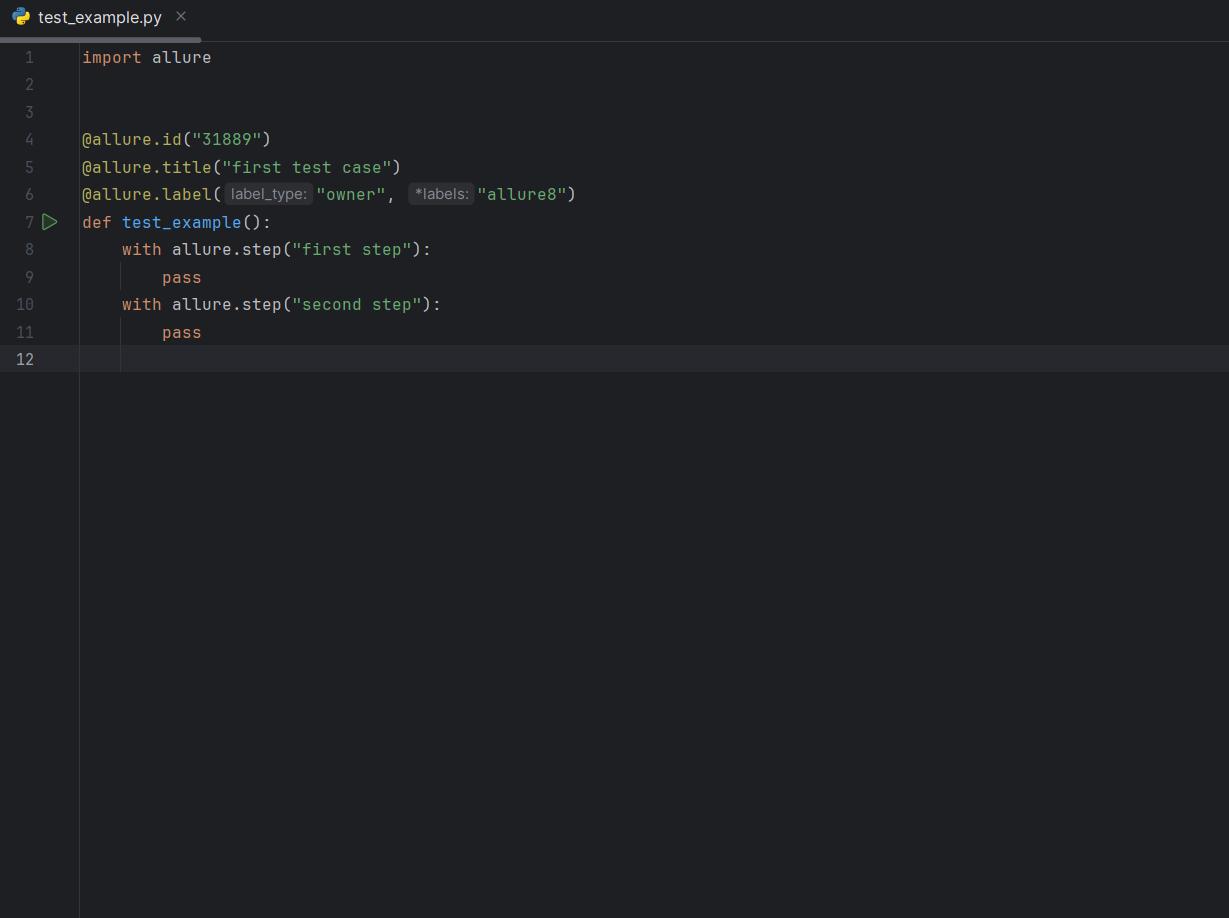 test_example.py
1 import allure
2
3
4 @allure.id("31889")
5 @allure.title("first test case")
6 @allure.label(label_type: "owner", *labels: "allure8")
7 def test_example():
8     with allure.step("first step"):
9         pass
10     with allure.step("second step"):
11         pass
12